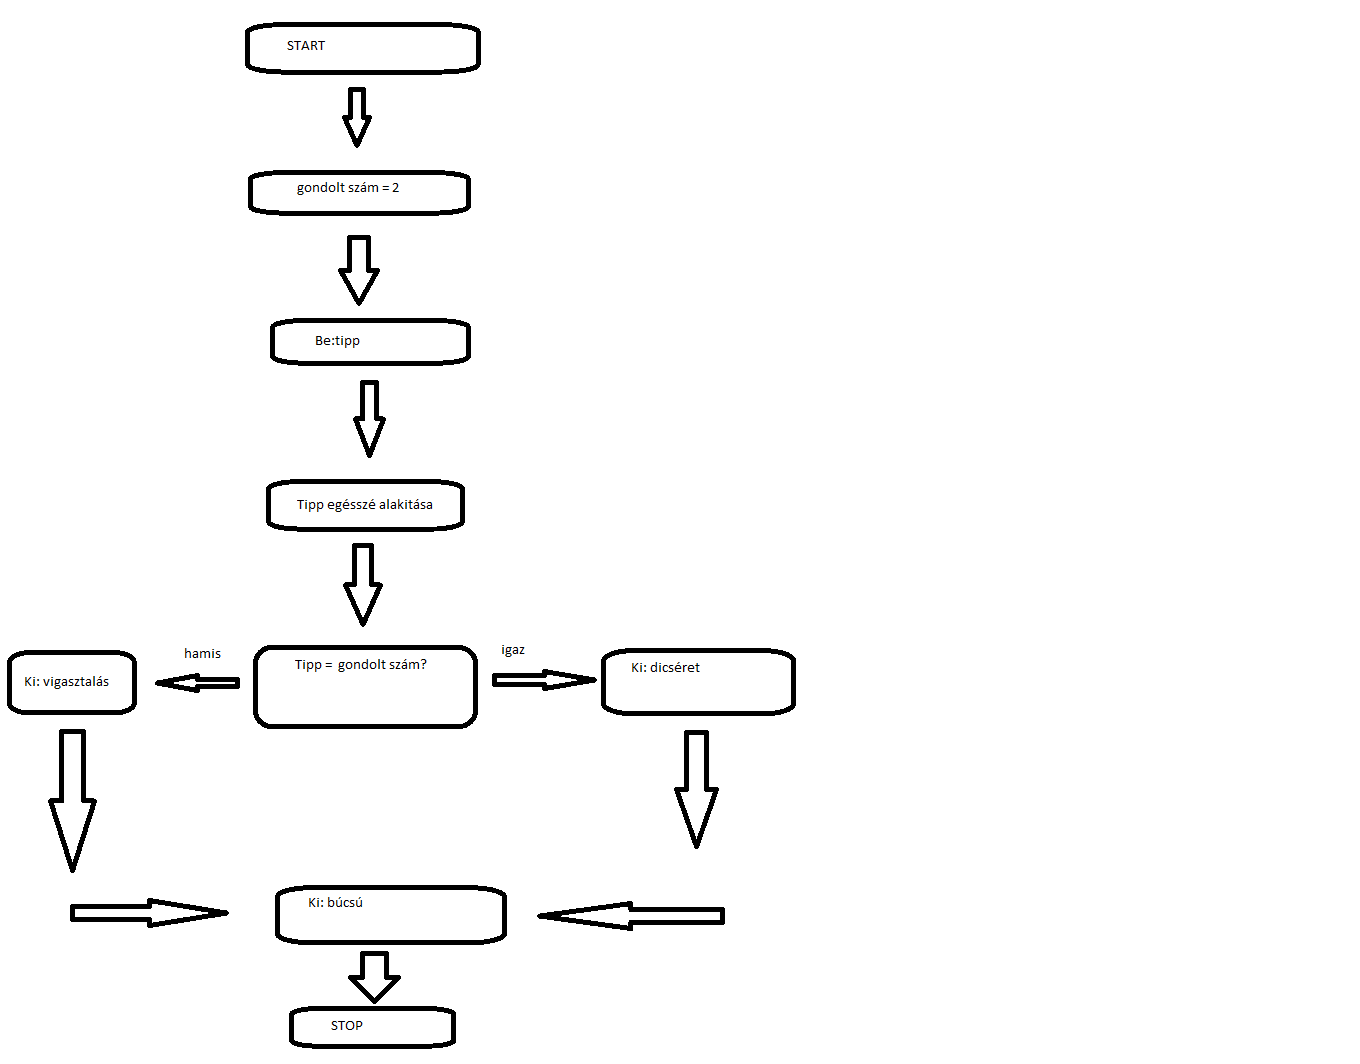 START
gondolt szám = 2
Be:tipp
Tipp egésszé alakitása
hamis
igaz
Ki: vigasztalás
Tipp = gondolt szám?
Ki: dicséret
Ki: búcsú
STOP